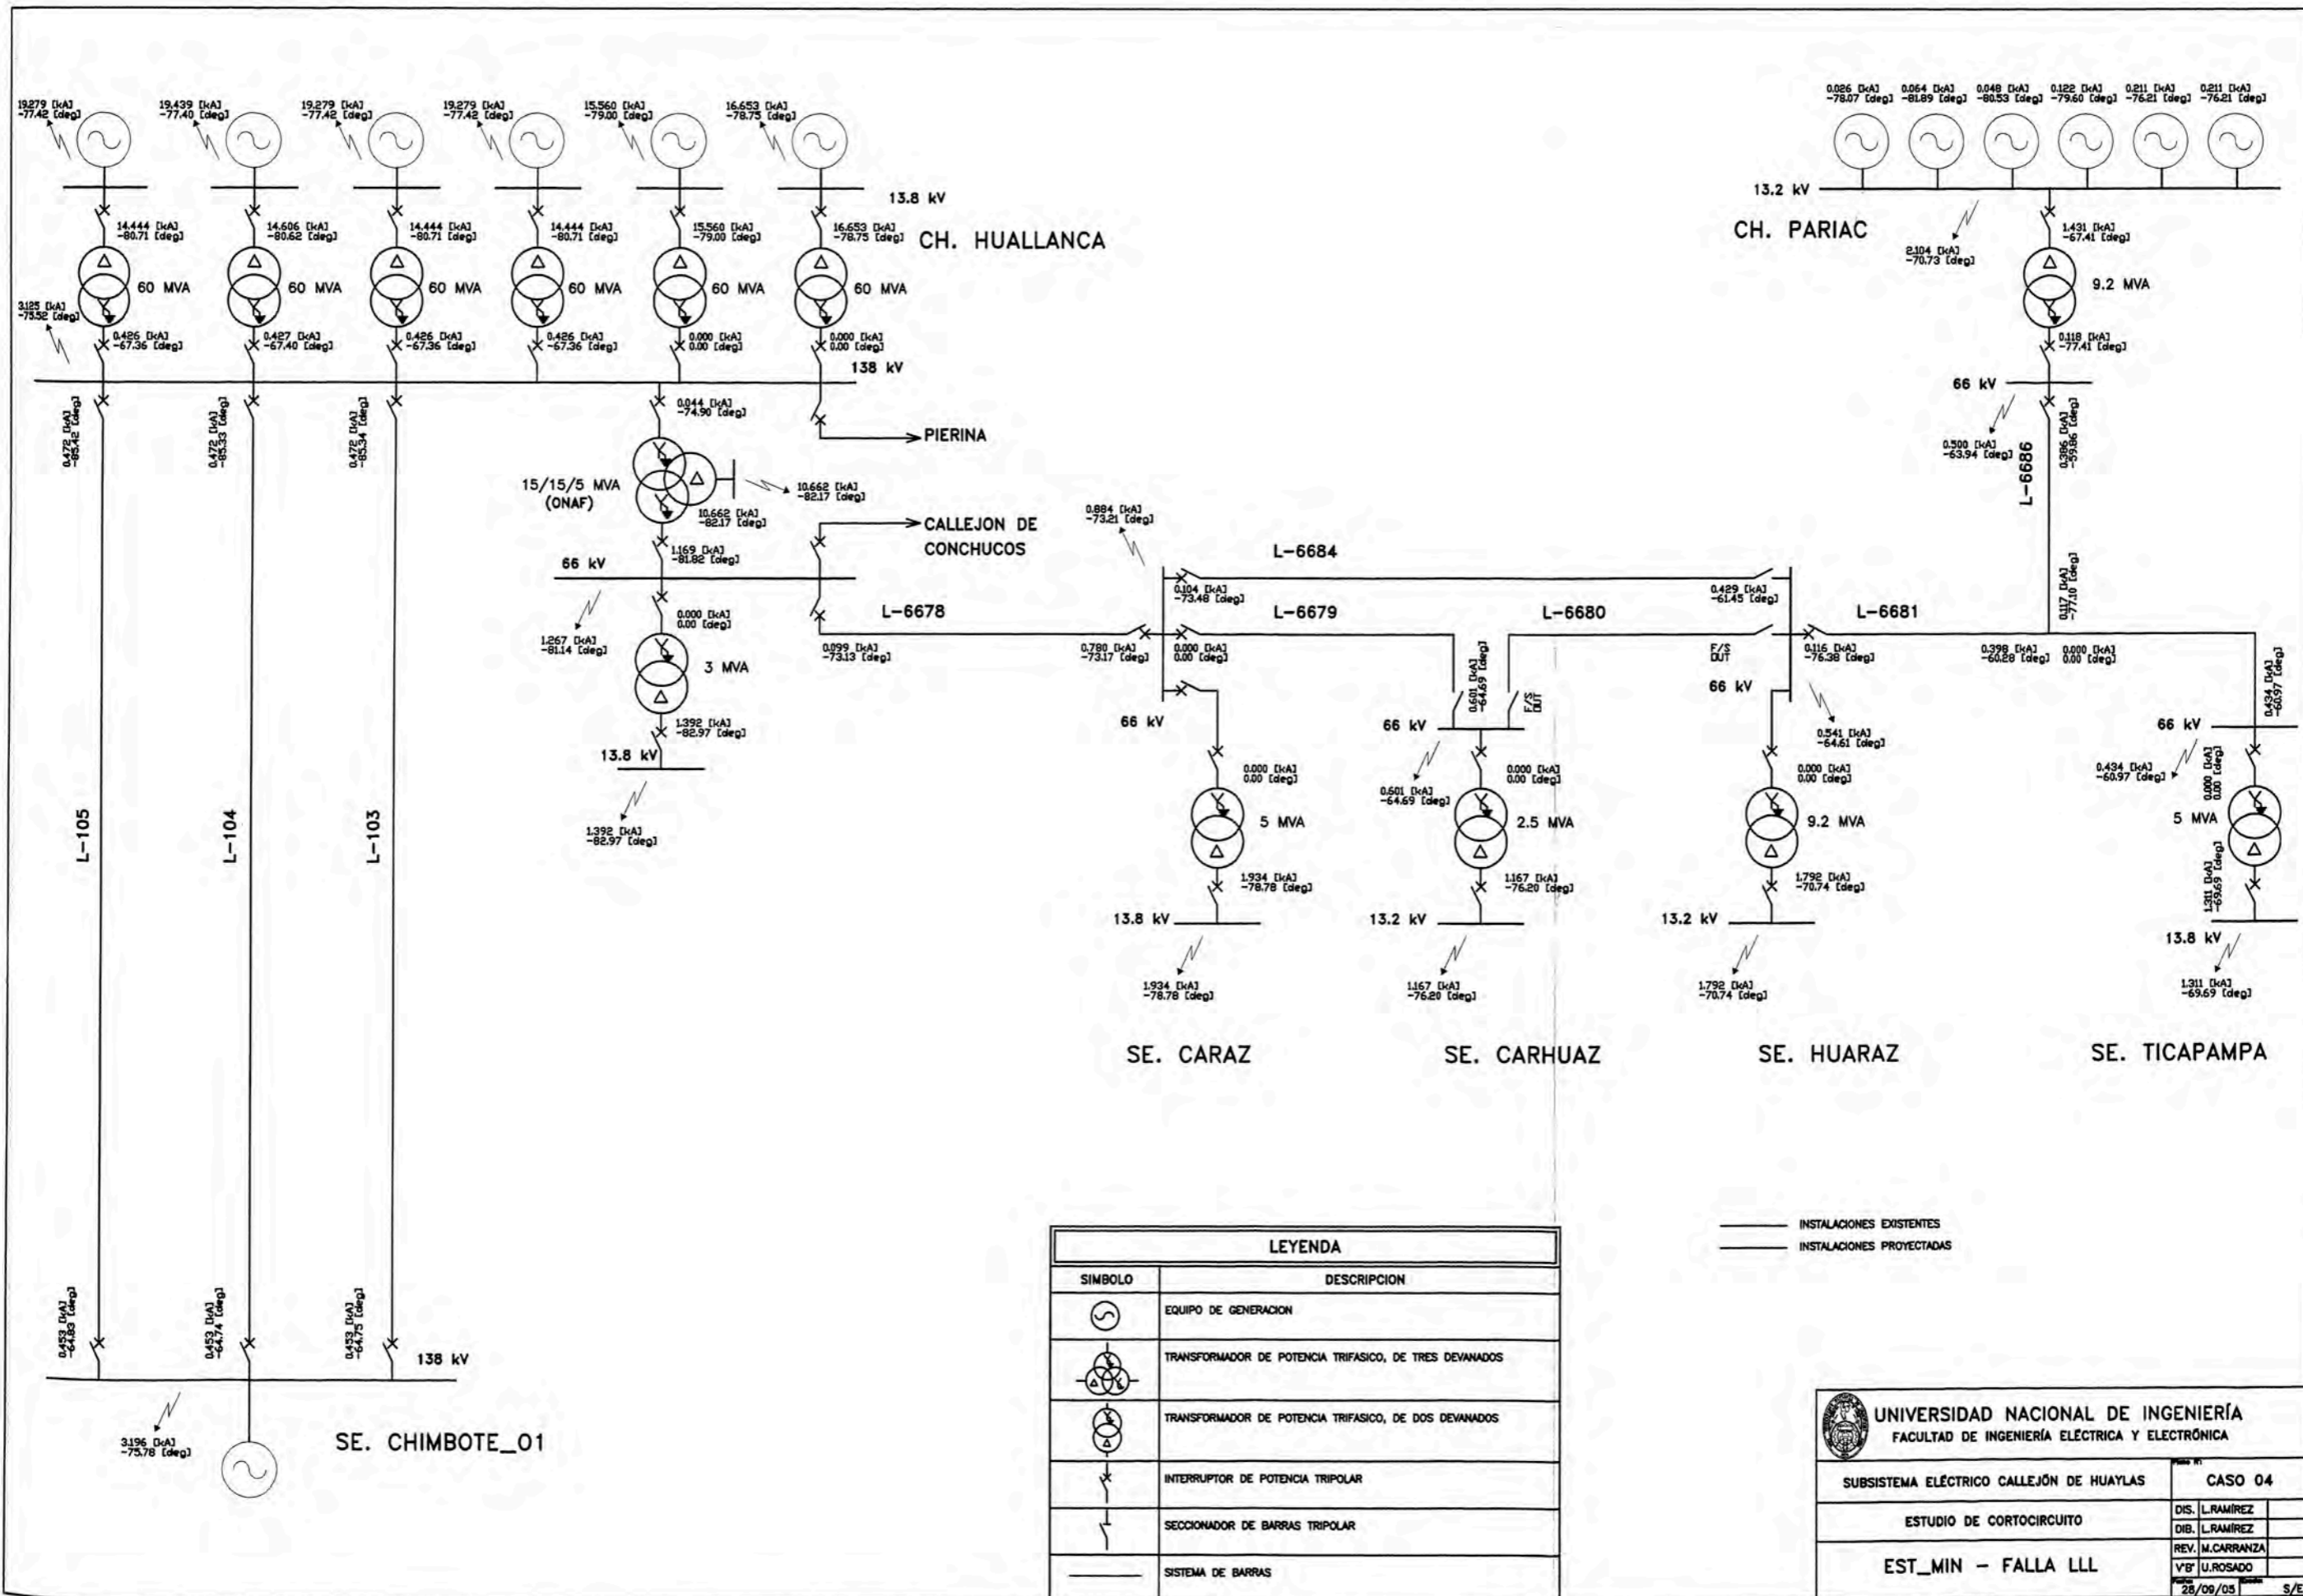 19.279 [kA]
-77.42 [deg]
19.439 [kA]
-77.40 [deg]
19.279 [kA]
-77.42 [deg]
19.279 [kA]
-77.42 [deg]
15.560 [kA]
-79.00 [deg]
16.653 [kA]
-78.75 [deg]
13.8 kV
CH. HUALLANCA
14.444 [kA]
-80.71 [deg]
14.606 [kA]
-80.62 [deg]
14.444 [kA]
-80.71 [deg]
14.444 [kA]
-80.71 [deg]
15.560 [kA]
-79.00 [deg]
16.653 [kA]
-78.75 [deg]
60 MVA
60 MVA
60 MVA
60 MVA
60 MVA
60 MVA
3.125 [kA]
-75.52 [deg]
0.426 [kA]
-67.36 [deg]
0.427 [kA]
-67.40 [deg]
0.426 [kA]
-67.36 [deg]
0.426 [kA]
-67.36 [deg]
0.000 [kA]
0.00 [deg]
0.000 [kA]
0.00 [deg]
138 kV
0.472 [kA]
-85.42 [deg]
0.472 [kA]
-85.33 [deg]
0.472 [kA]
-85.34 [deg]
0.044 [kA]
-74.90 [deg]
PIERINA
15/15/5 MVA
(ONAF)
10.662 [kA]
-82.17 [deg]
10.662 [kA]
-82.17 [deg]
CALLEJON DE
CONCHUCOS
1.169 [kA]
-81.82 [deg]
66 kV
1.267 [kA]
-81.14 [deg]
0.000 [kA]
0.00 [deg]
3 MVA
1.392 [kA]
-82.97 [deg]
13.8 kV
1.392 [kA]
-82.97 [deg]
L-6678
0.099 [kA]
-73.13 [deg]
0.780 [kA]
-73.17 [deg]
0.884 [kA]
-73.21 [deg]
L-6684
0.104 [kA]
-73.48 [deg]
0.429 [kA]
-61.45 [deg]
L-6679
0.000 [kA]
0.00 [deg]
L-6680
F/S
OUT
F/S
OUT
0.601 [kA]
-64.69 [deg]
L-6681
0.116 [kA]
-76.38 [deg]
0.398 [kA]
-60.28 [deg]
0.000 [kA]
0.00 [deg]
66 kV
66 kV
66 kV
66 kV
0.601 [kA]
-64.69 [deg]
0.541 [kA]
-64.61 [deg]
0.434 [kA]
-60.97 [deg]
0.434 [kA]
-60.97 [deg]
0.000 [kA]
0.00 [deg]
0.000 [kA]
0.00 [deg]
0.000 [kA]
0.00 [deg]
0.000 [kA]
0.00 [deg]
5 MVA
2.5 MVA
9.2 MVA
5 MVA
1.934 [kA]
-78.78 [deg]
1.167 [kA]
-76.20 [deg]
1.792 [kA]
-70.74 [deg]
1.311 [kA]
-69.69 [deg]
13.8 kV
13.2 kV
13.2 kV
13.8 kV
1.934 [kA]
-78.78 [deg]
1.167 [kA]
-76.20 [deg]
1.792 [kA]
-70.74 [deg]
1.311 [kA]
-69.69 [deg]
SE. CARAZ
SE. CARHUAZ
SE. HUARAZ
SE. TICAPAMPA
0.026 [kA]
-78.07 [deg]
0.064 [kA]
-81.89 [deg]
0.048 [kA]
-80.53 [deg]
0.122 [kA]
-79.60 [deg]
0.211 [kA]
-76.21 [deg]
0.211 [kA]
-76.21 [deg]
13.2 kV
CH. PARIAC
2.104 [kA]
-70.73 [deg]
1.431 [kA]
-67.41 [deg]
9.2 MVA
0.118 [kA]
-77.41 [deg]
66 kV
0.500 [kA]
-63.94 [deg]
L-6686
0.386 [kA]
-59.86 [deg]
0.117 [kA]
-77.10 [deg]
L-105
L-104
L-103
0.453 [kA]
-64.83 [deg]
0.453 [kA]
-64.74 [deg]
0.453 [kA]
-64.75 [deg]
138 kV
3.196 [kA]
-75.78 [deg]
SE. CHIMBOTE_01
LEYENDA
SIMBOLO DESCRIPCION
EQUIPO DE GENERACION
TRANSFORMADOR DE POTENCIA TRIFASICO, DE TRES DEVANADOS
TRANSFORMADOR DE POTENCIA TRIFASICO, DE DOS DEVANADOS
INTERRUPTOR DE POTENCIA TRIPOLAR
SECCIONADOR DE BARRAS TRIPOLAR
SISTEMA DE BARRAS
INSTALACIONES EXISTENTES
INSTALACIONES PROYECTADAS
UNIVERSIDAD NACIONAL DE INGENIERÍA
FACULTAD DE INGENIERÍA ELÉCTRICA Y ELECTRÓNICA
SUBSISTEMA ELÉCTRICO CALLEJÓN DE HUAYLAS
CASO 04
ESTUDIO DE CORTOCIRCUITO
DIS. L.RAMÍREZ
DIB. L.RAMÍREZ
REV. M.CARRANZA
V°B° U.ROSADO
EST_MIN - FALLA LLL
28/09/05
S/E